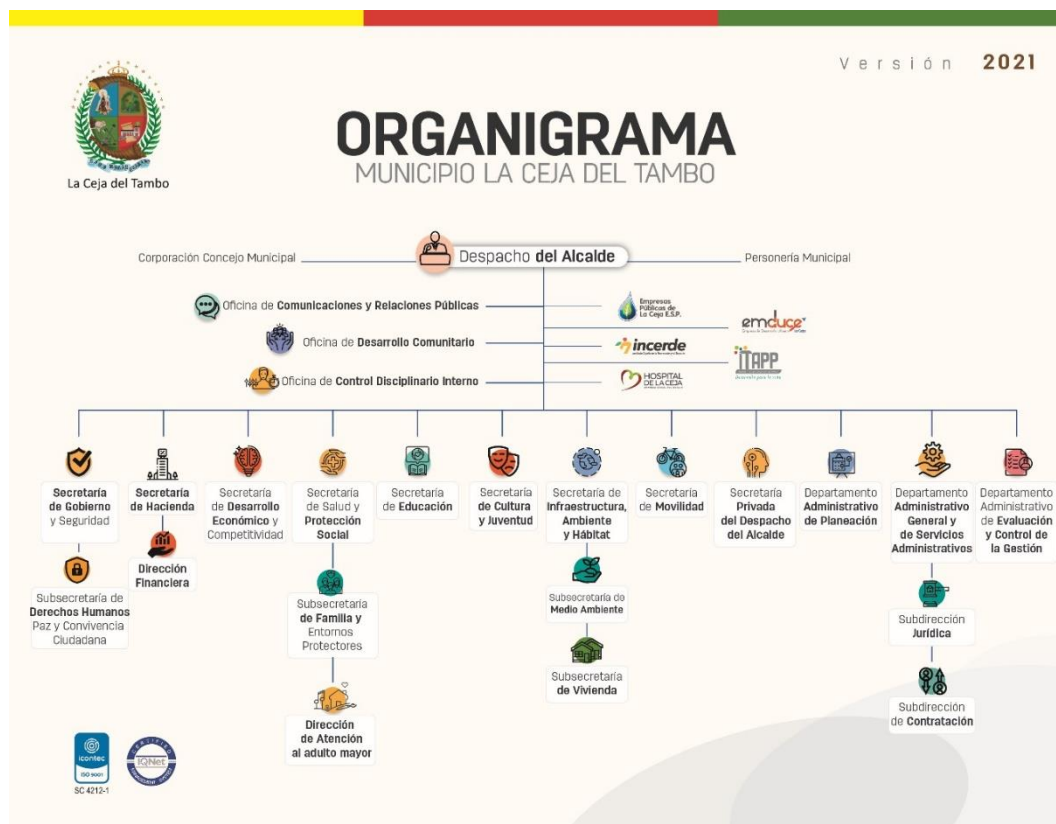 Versión 2021
La Ceja del Tambo
ORGANIGRAMA
MUNICIPIO LA CEJA DEL TAMBO
Corporación Concejo Municipal
Despacho del Alcalde
Personería Municipal
Oficina de Comunicaciones y Relaciones Públicas
Oficina de Desarrollo Comunitario
Oficina de Control Disciplinario Interno
Empresas
Públicas de
La Ceja E.S.P.
emduce
incerde
ITAPP
HOSPITAL
DE LA CEJA
Secretaría
de Gobierno
y Seguridad
Subsecretaría de
Derechos Humanos
Paz y Convivencia
Ciudadana
Secretaría
de Hacienda
Dirección
Financiera
Secretaría
de Desarrollo
Económico y
Competitividad
Secretaría
de Salud y
Protección
Social
Subsecretaría
de Familia y
Entornos
Protectores
Dirección
de Atención
al adulto mayor
Secretaría
de Educación
Secretaría
de Cultura
y Juventud
Secretaría de
Infraestructura,
Ambiente
y Hábitat
Subsecretaría de
Medio Ambiente
Subsecretaría
de Vivienda
Secretaría
de Movilidad
Secretaría
Privada
del Despacho
del Alcalde
Departamento
Administrativo
de Planeación
Departamento
Administrativo
General y
de Servicios
Administrativos
Subdirección
Jurídica
Subdirección
de Contratación
Departamento
Administrativo
de Evaluación
y Control de
la Gestión
icontec
ISO 9001
SC 4212-1
CERTIFIED
IQNet
MANAGEMENT SYSTEM